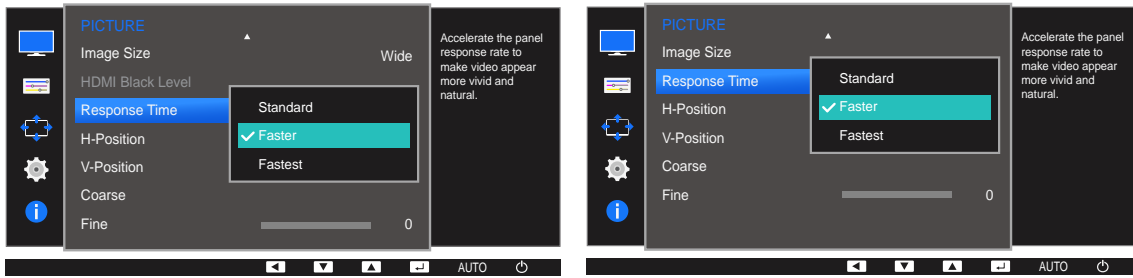 PICTURE
Image Size
Wide
HDMI Black Level
Response Time
H-Position
V-Position
Coarse
Fine
0
Standard
Faster
Fastest
Accelerate the panel
response rate to
make video appear
more vivid and
natural.
i
AUTO
PICTURE
Image Size
Response Time
H-Position
V-Position
Coarse
Fine
0
Standard
Faster
Fastest
Accelerate the panel
response rate to
make video appear
more vivid and
natural.
i
AUTO